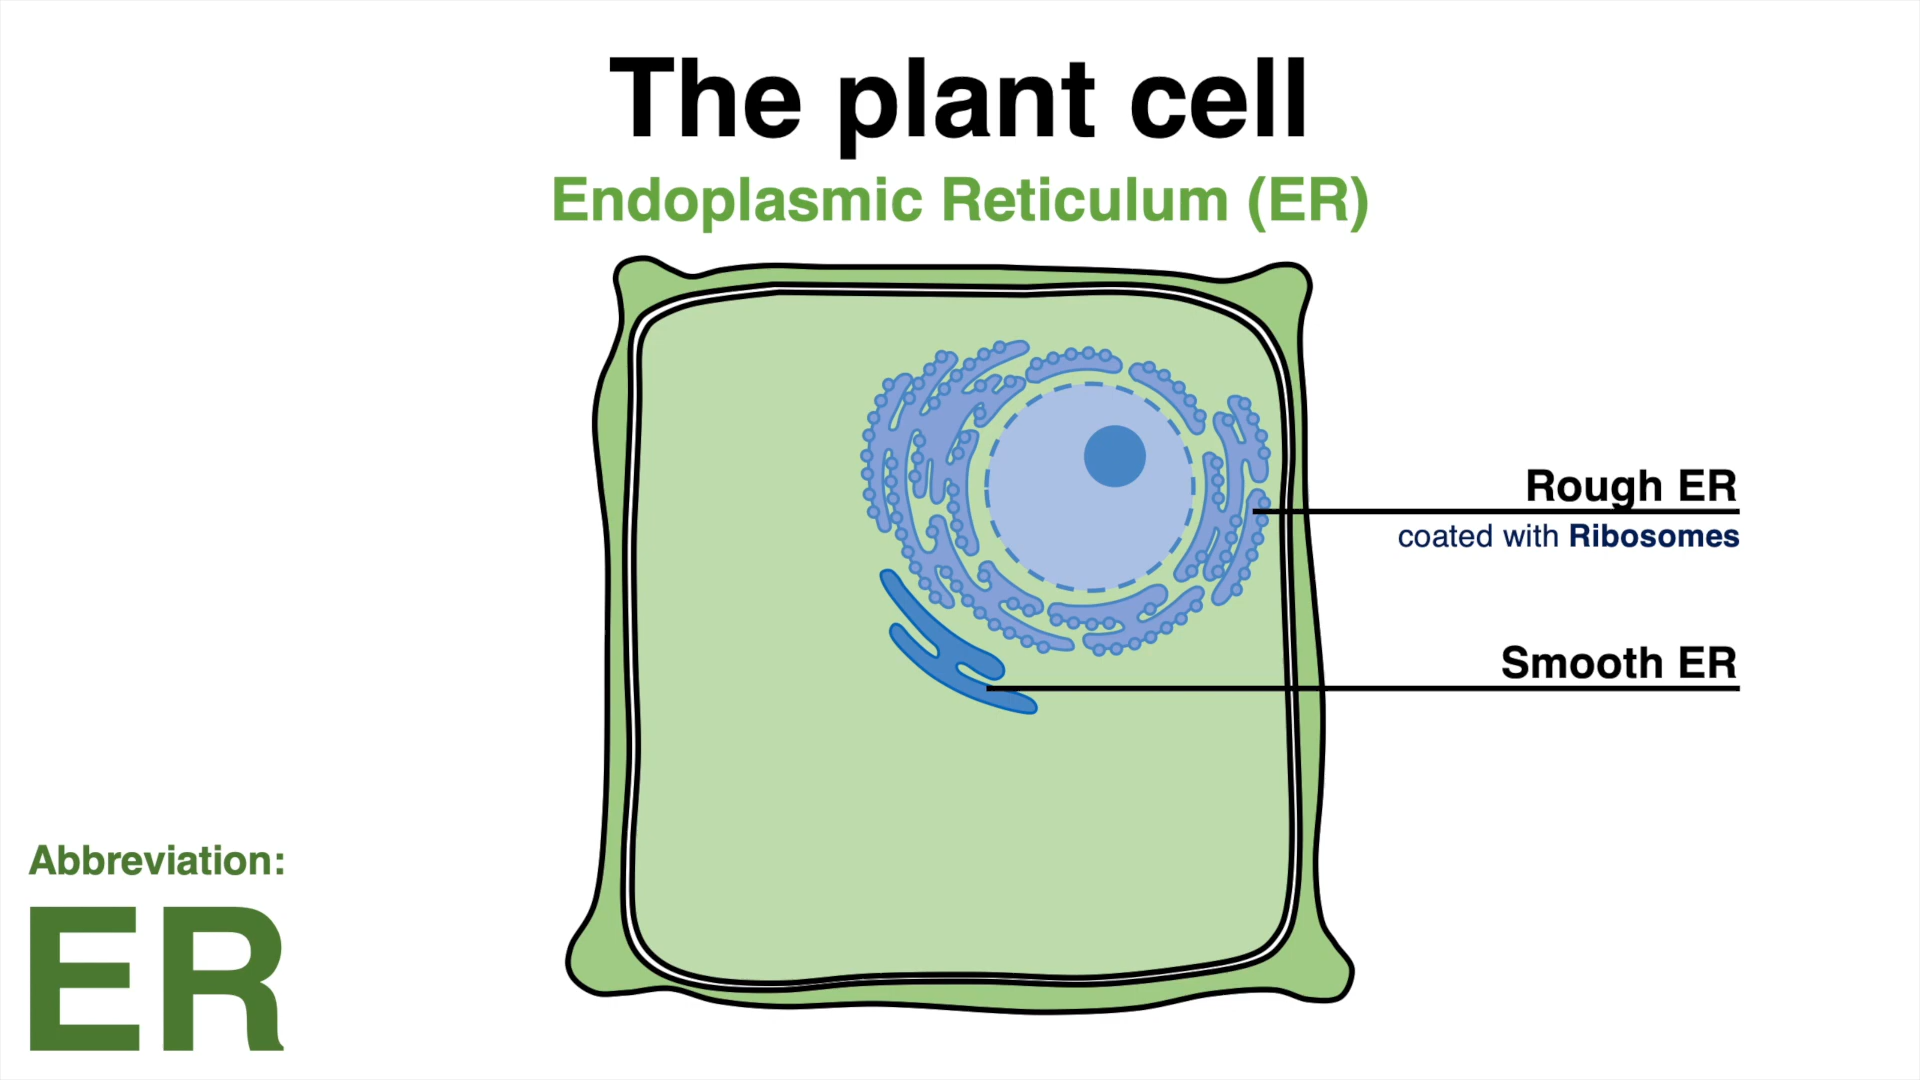 The plant cell
Endoplasmic Reticulum (ER)
Rough ER
coated with Ribosomes
Smooth ER
Abbreviation:
ER